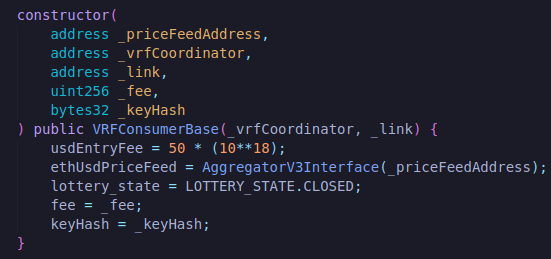 constructor(
    address _priceFeedAddress,
    address _vrfCoordinator,
    address _link,
    uint256 _fee,
    bytes32 _keyHash
) public VRFConsumerBase(_vrfCoordinator, _link) {
    usdEntryFee = 50 * (10**18);
    ethUsdPriceFeed = AggregatorV3Interface(_priceFeedAddress);
    lottery_state = LOTTERY_STATE.CLOSED;
    fee = _fee;
    keyHash = _keyHash;
}